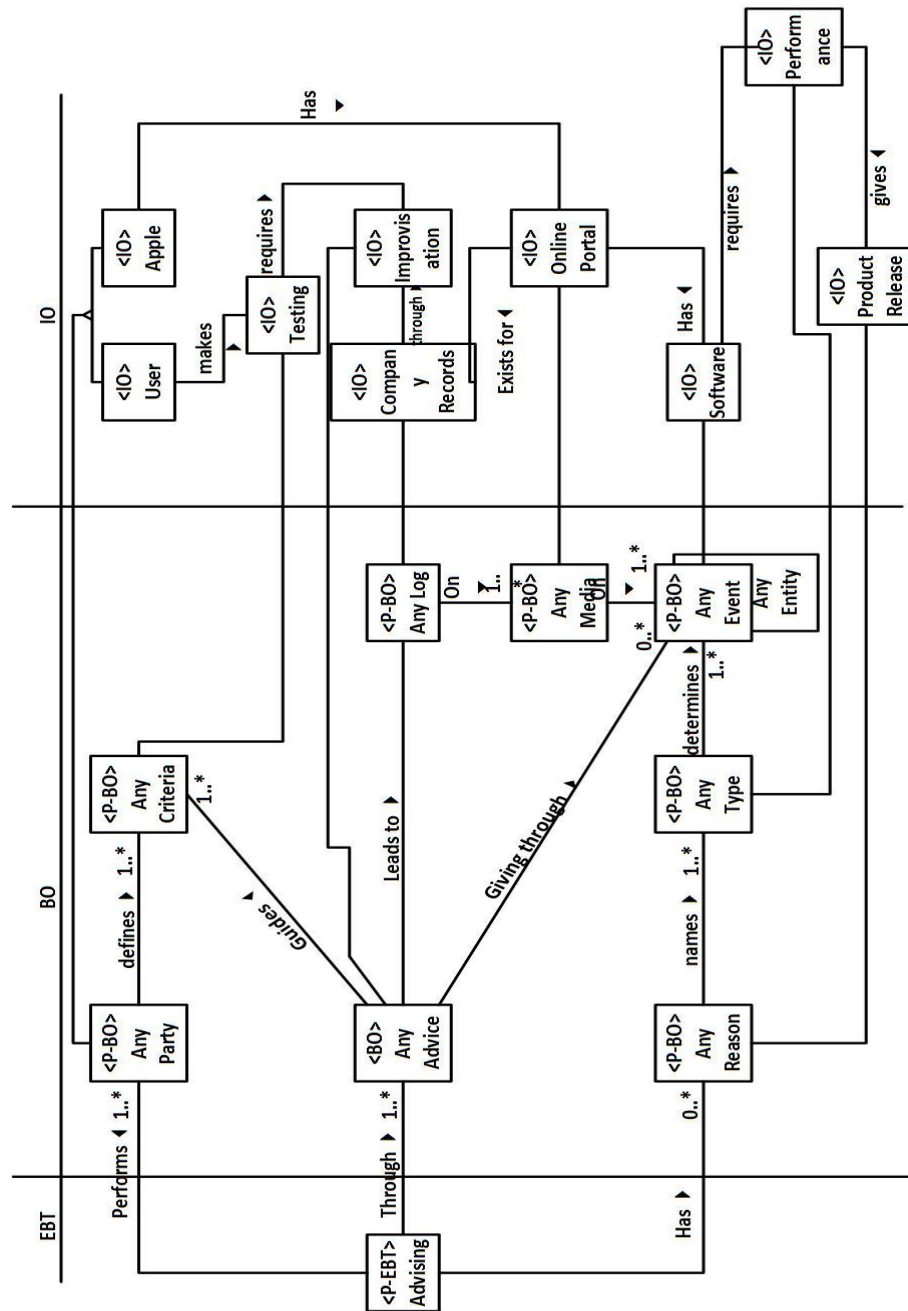 EBT
BO
IO
<P-EBT>
Advising
Performs
1..*
Through
1..*
Has
0..*
<P-BO>
Any
Party
defines
1..*
<P-BO>
Any
Criteria
1..*
Guides
<BO>
Any
Advice
Leads to
Giving through
<P-BO>
Any
Reason
names
1..*
<P-BO>
Any
Type
determines
1..*
0..*
<P-BO>
Any Log
On
1..
*
<P-BO>
Any
Media
On
1..*
<P-BO>
Any
Event
Any
Entity
<IO>
User
<IO>
Apple
makes
<IO>
Testing
requires
<IO>
Compan
y
Records
through
<IO>
Improvis
ation
Has
Exists for
<IO>
Online
Portal
Has
<IO>
Software
requires
<IO>
Product
Release
gives
<IO>
Perform
ance